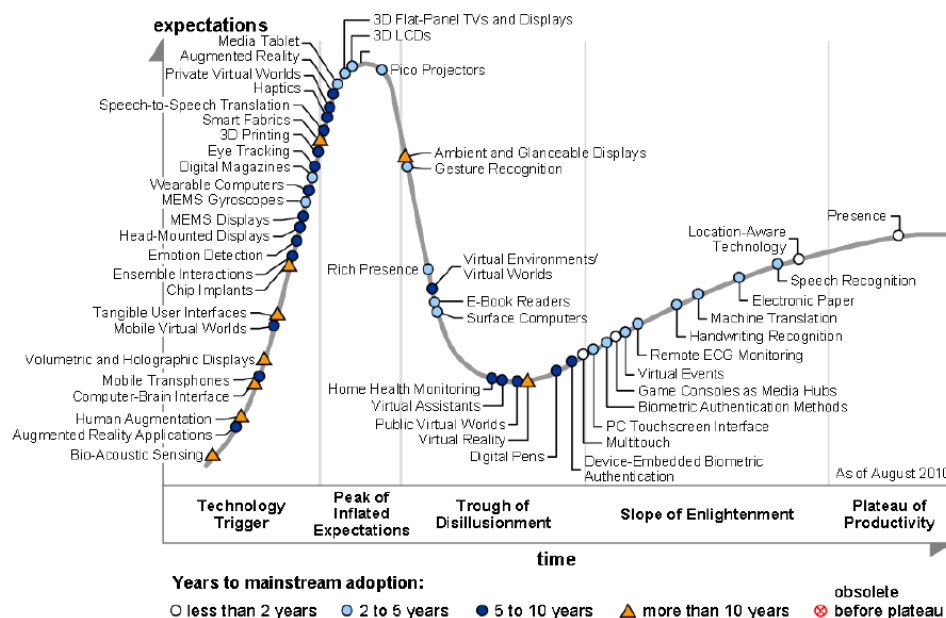 expectations
3D Flat-Panel TVs and Displays
3D LCDs
Media Tablet
Augmented Reality
Private Virtual Worlds
Haptics
Speech-to-Speech Translation
Smart Fabrics
3D Printing
Eye Tracking
Digital Magazines
Wearable Computers
MEMS Gyroscopes
MEMS Displays
Head-Mounted Displays
Emotion Detection
Ensemble Interactions
Chip Implants
Tangible User Interfaces
Mobile Virtual Worlds
Volumetric and Holographic Displays
Mobile Transphones
Computer-Brain Interface
Human Augmentation
Augmented Reality Applications
Bio-Acoustic Sensing
Pico Projectors
Ambient and Glanceable Displays
Gesture Recognition
Rich Presence
Virtual Environments/
Virtual Worlds
E-Book Readers
Surface Computers
Home Health Monitoring
Virtual Assistants
Public Virtual Worlds
Virtual Reality
Digital Pens
Device-Embedded Biometric
Authentication
Multitouch
PC Touchscreen Interface
Biometric Authentication Methods
Game Consoles as Media Hubs
Virtual Events
Remote ECG Monitoring
Handwriting Recognition
Machine Translation
Electronic Paper
Speech Recognition
Location-Aware
Technology
Presence
As of August 2010
Technology
Trigger
Peak of
Inflated
Expectations
Trough of
Disillusionment
Slope of Enlightenment
Plateau of
Productivity
time
Years to mainstream adoption:
less than 2 years
2 to 5 years
5 to 10 years
more than 10 years
obsolete
before plateau